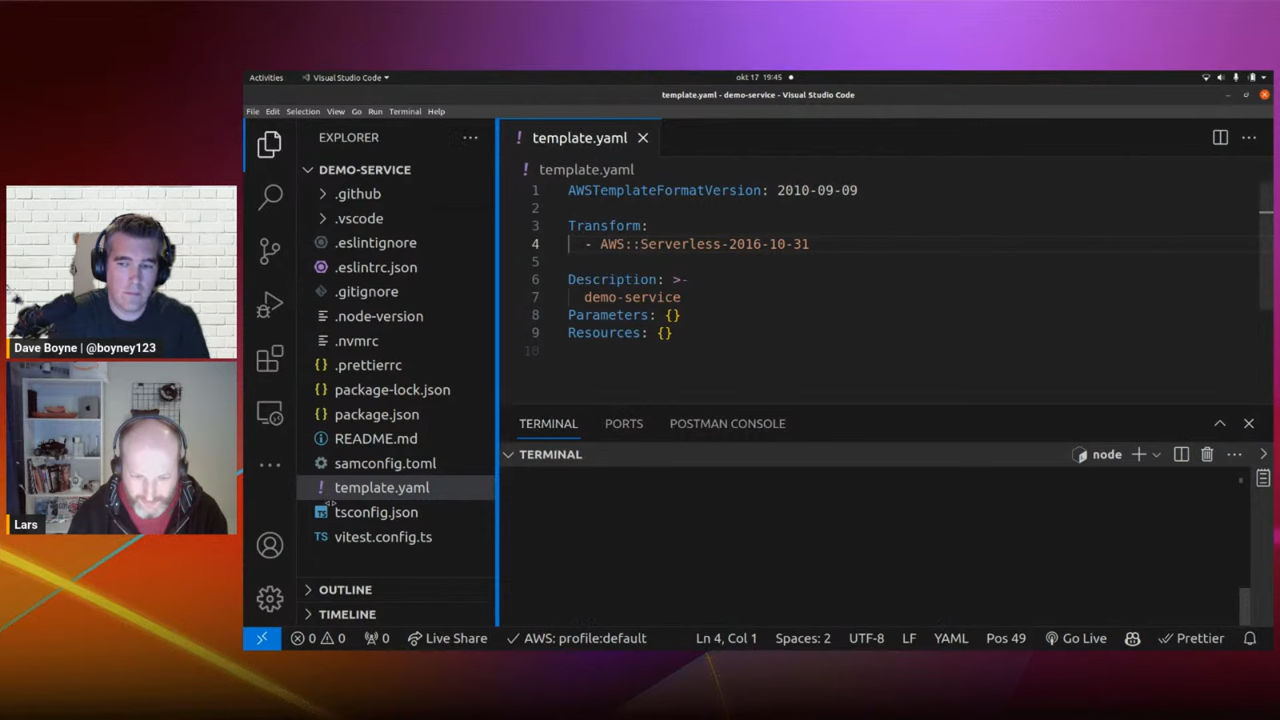 Activities
Visual Studio Code
okt 17 19:45
template.yaml - demo-service - Visual Studio Code
File Edit Selection View Go Run Terminal Help
EXPLORER
DEMO-SERVICE
.github
.vscode
.eslintignore
.eslintrc.json
.gitignore
.node-version
.nvmrc
.prettierrc
package-lock.json
package.json
README.md
samconfig.toml
template.yaml
tsconfig.json
vitest.config.ts
OUTLINE
TIMELINE
template.yaml
template.yaml
1 AWSTemplateFormatVersion: 2010-09-09
2
3 Transform:
4 - AWS::Serverless-2016-10-31
5
6 Description: >-
7 demo-service
8 Parameters: {}
9 Resources: {}
10
TERMINAL PORTS POSTMAN CONSOLE
TERMINAL
node
0 0 0 Live Share AWS: profile:default Ln 4, Col 1 Spaces: 2 UTF-8 LF YAML Pos 49 Go Live Prettier
Dave Boyne | @boyney123
Lars